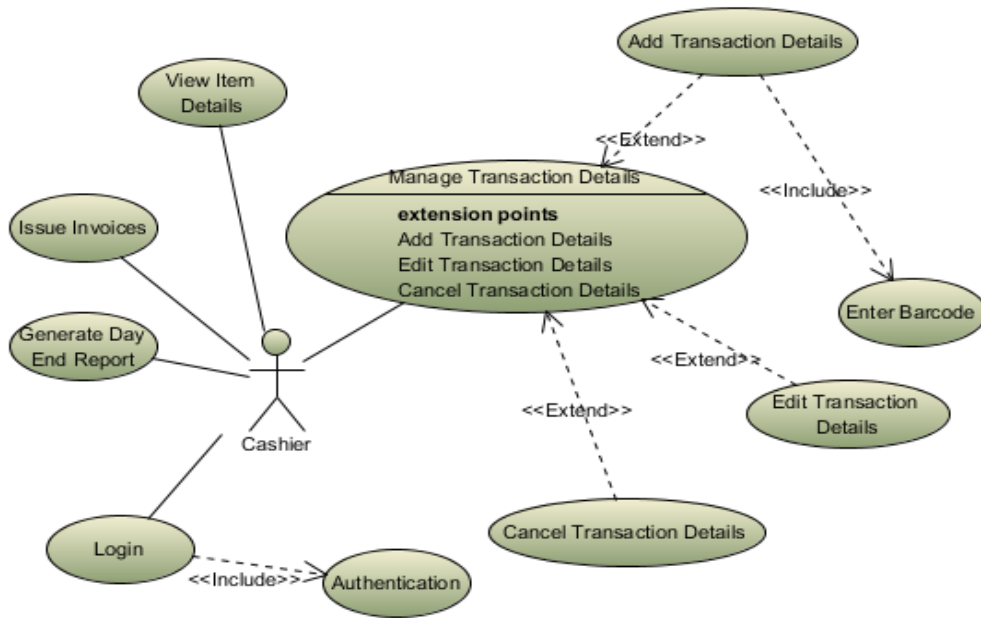 Add Transaction Details
View Item
Details
<<Extend>>
Manage Transaction Details
<<Include>>
extension points
Add Transaction Details
Edit Transaction Details
Cancel Transaction Details
Issue Invoices
Enter Barcode
Generate Day
End Report
<<Extend>>
<<Extend>>
Edit Transaction
Details
Cashier
Cancel Transaction Details
Login
<<Include>>
Authentication